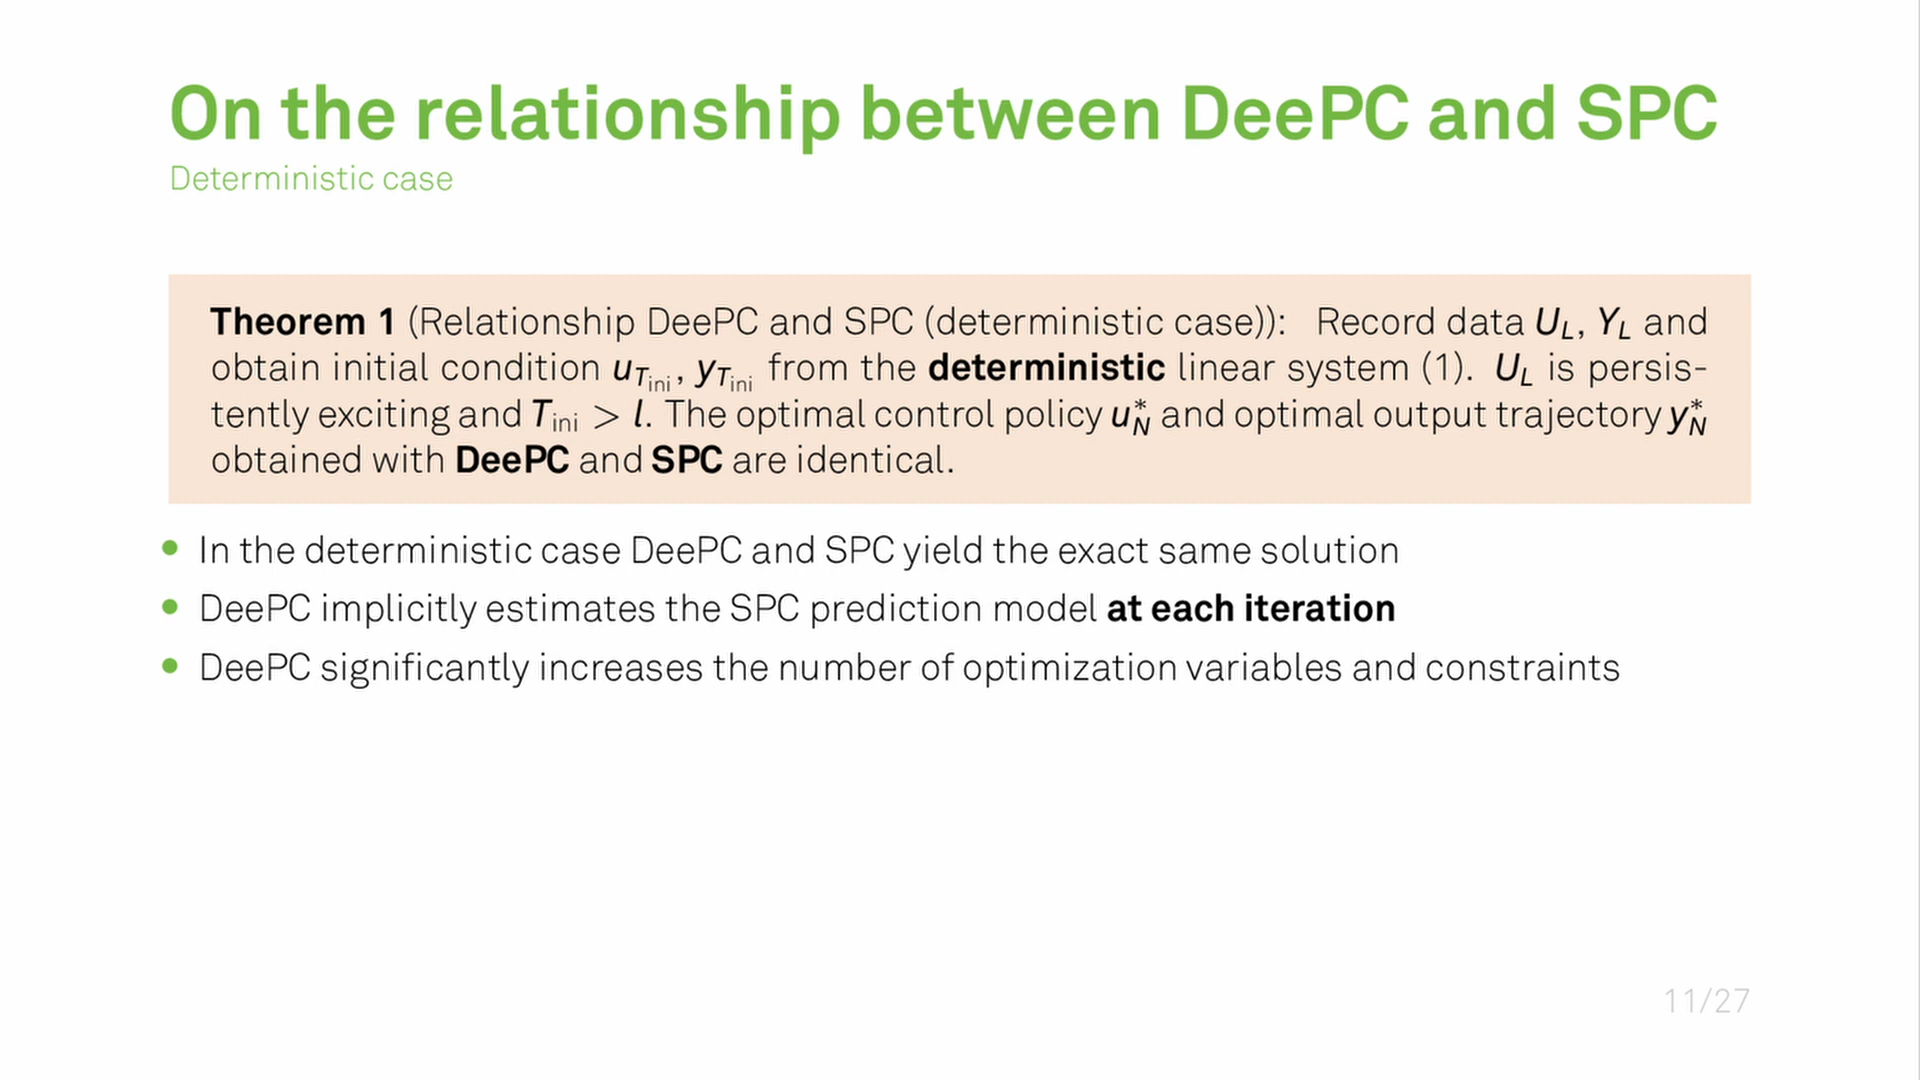 On the relationship between DeePC and SPC
Deterministic case
Theorem 1 (Relationship DeePC and SPC (deterministic case)): Record data U_L, Y_L and
obtain initial condition u_{T_ini}, y_{T_ini} from the deterministic linear system (1). U_L is persis-
tently exciting and T_ini > l. The optimal control policy u*_N and optimal output trajectory y*_N
obtained with DeePC and SPC are identical.
• In the deterministic case DeePC and SPC yield the exact same solution
• DeePC implicitly estimates the SPC prediction model at each iteration
• DeePC significantly increases the number of optimization variables and constraints
11/27